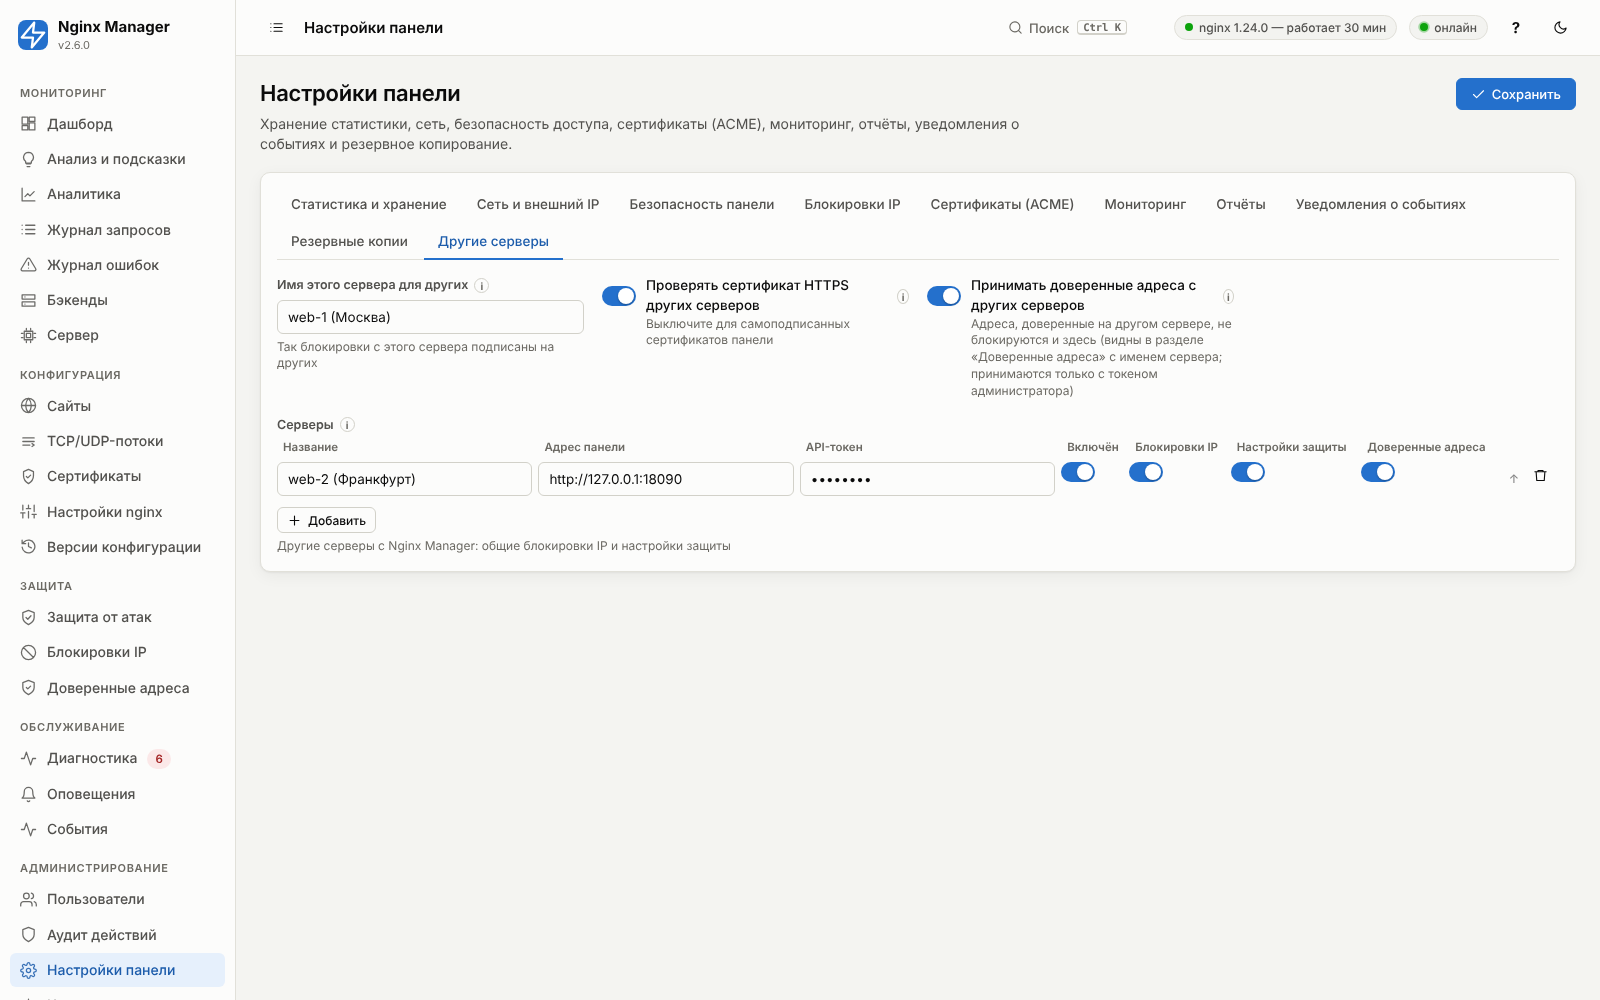 Nginx Manager
v2.6.0
МОНИТОРИНГ
Дашборд
Анализ и подсказки
Аналитика
Журнал запросов
Журнал ошибок
Бэкенды
Сервер
КОНФИГУРАЦИЯ
Сайты
TCP/UDP-потоки
Сертификаты
Настройки nginx
Версии конфигурации
ЗАЩИТА
Защита от атак
Блокировки IP
Доверенные адреса
ОБСЛУЖИВАНИЕ
Диагностика 6
Оповещения
События
АДМИНИСТРИРОВАНИЕ
Пользователи
Аудит действий
Настройки панели
Настройки панели
Поиск Ctrl K
nginx 1.24.0 — работает 30 мин
онлайн
?
Настройки панели
Сохранить
Хранение статистики, сеть, безопасность доступа, сертификаты (ACME), мониторинг, отчёты, уведомления о
событиях и резервное копирование.
Статистика и хранение Сеть и внешний IP Безопасность панели Блокировки IP Сертификаты (ACME) Мониторинг Отчёты Уведомления о событиях
Резервные копии Другие серверы
Имя этого сервера для других i
web-1 (Москва)
Так блокировки с этого сервера подписаны на
других
Проверять сертификат HTTPS
других серверов
i
Выключите для самоподписанных
сертификатов панели
Принимать доверенные адреса с
других серверов
i
Адреса, доверенные на другом сервере, не
блокируются и здесь (видны в разделе
«Доверенные адреса» с именем сервера;
принимаются только с токеном
администратора)
Серверы i
Название Адрес панели API-токен Включён Блокировки IP Настройки защиты Доверенные адреса
web-2 (Франкфурт) http://127.0.0.1:18090 ••••••••
Добавить
Другие серверы с Nginx Manager: общие блокировки IP и настройки защиты